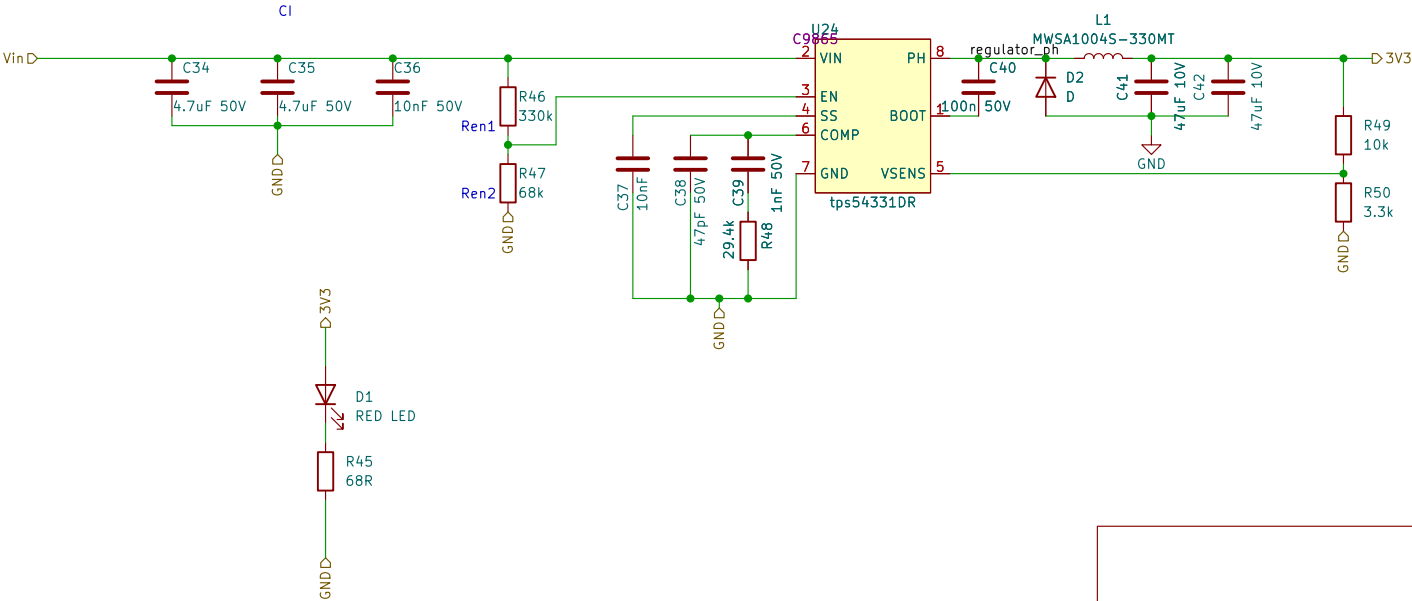 CI
Vin
C34
4.7uF 50V
C35
4.7uF 50V
C36
10nF 50V
GND
R46
330k
Ren1
R47
68k
Ren2
GND
U24
C9865
2
VIN
3
EN
4
SS
6
COMP
7
GND
PH
8
BOOT
1
VSENS
5
tps54331DR
C37
10nF
C38
47pF 50V
C39
1nF 50V
29.4k
R48
GND
regulator_ph
C40
100n 50V
D2
D
L1
MWSA1004S-330MT
C41
47uF 10V
C42
47uF 10V
GND
3V3
R49
10k
R50
3.3k
GND
3V3
D1
RED LED
R45
68R
GND